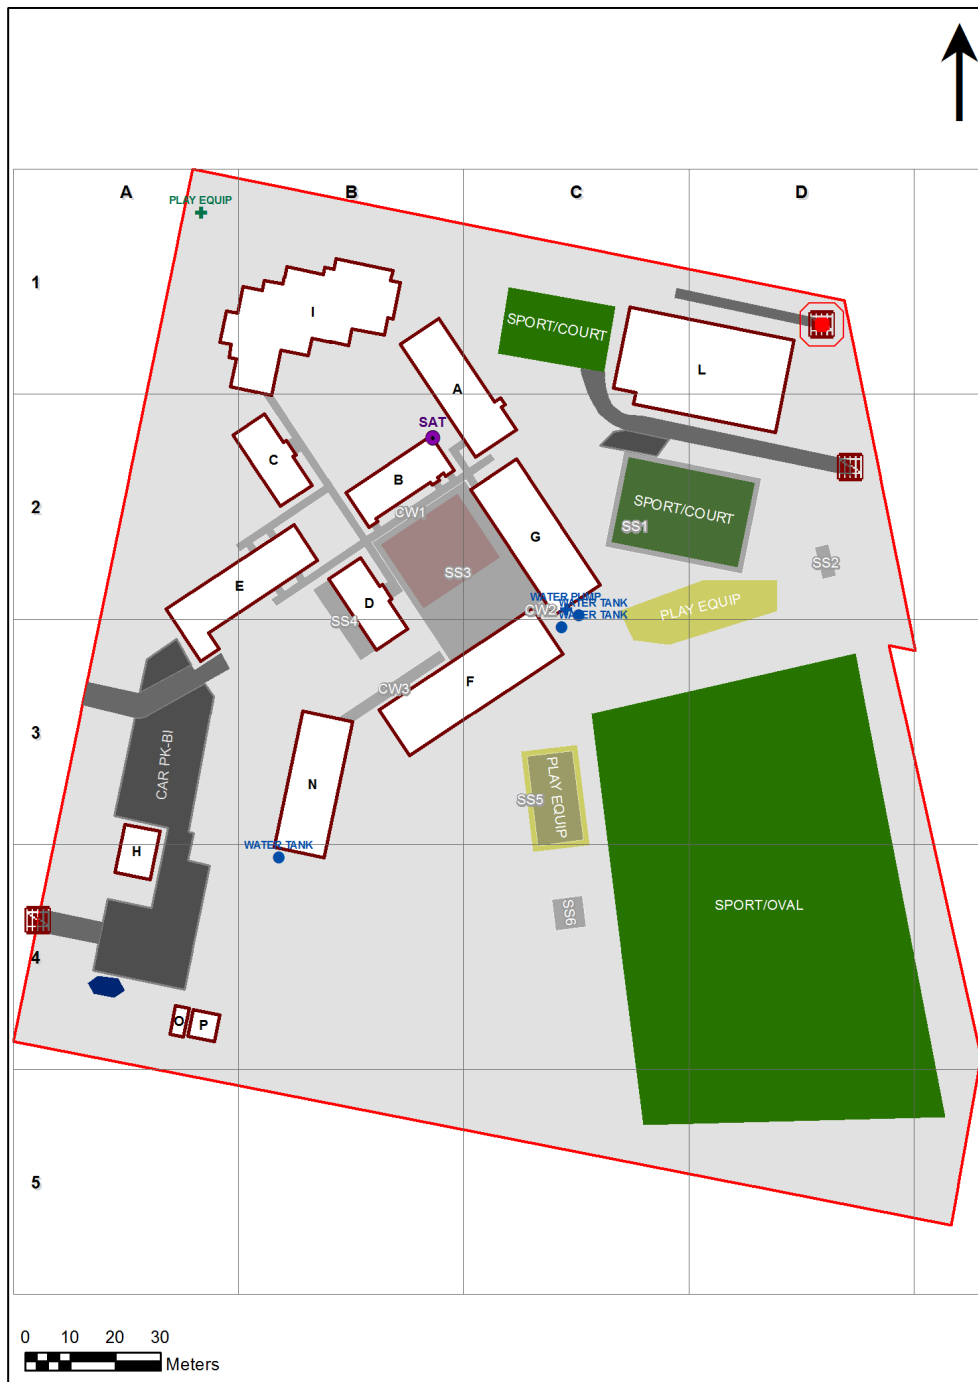 A
B
C
D
PLAY EQUIP
1
I
SPORT/COURT
L
A
SAT
C
B
2
CW1
SPORT/COURT
SS1
G
SS2
SS3
E
D
SS4
WATER PUMP
WATER TANK
CW2
WATER TANK
PLAY EQUIP
F
CW3
3
CAR PK-BI
N
PLAY EQUIP
SS5
WATER TANK
H
SS6
SPORT/OVAL
4
O
P
5
0 10 20 30
Meters